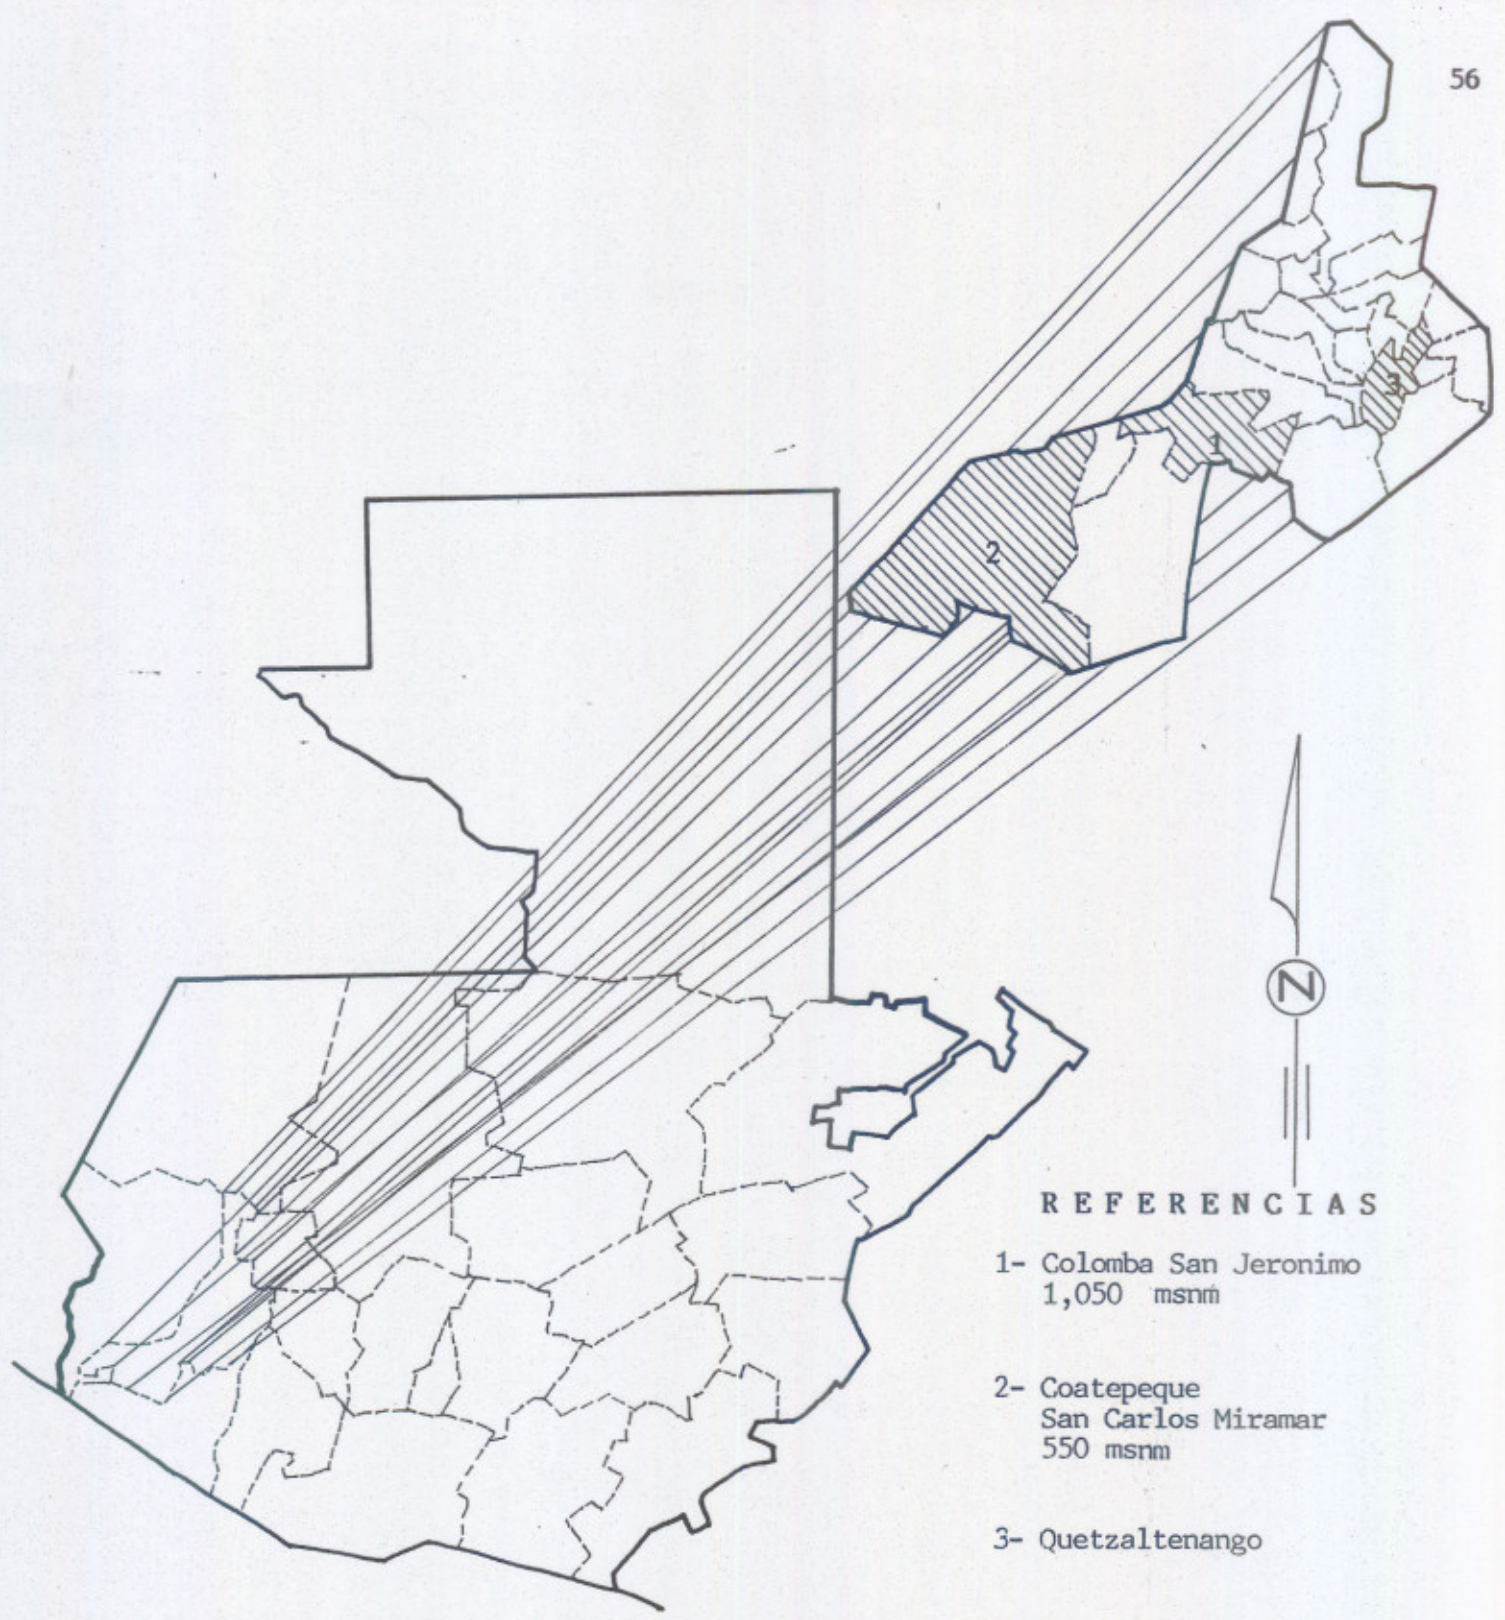 56
3
1
2
N
REFERENCIAS
1- Colomba San Jeronimo
1,050 msnm
2- Coatepeque
San Carlos Miramar
550 msnm
3- Quetzaltenango